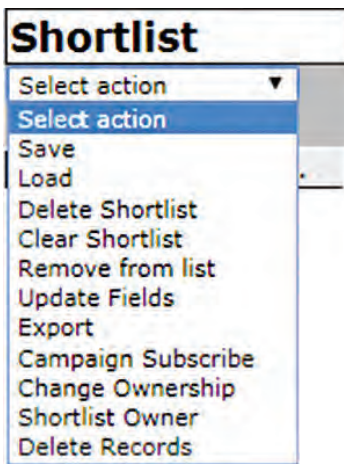 Shortlist
Select action
Select action
Save
Load
Delete Shortlist
Clear Shortlist
Remove from list
Update Fields
Export
Campaign Subscribe
Change Ownership
Shortlist Owner
Delete Records